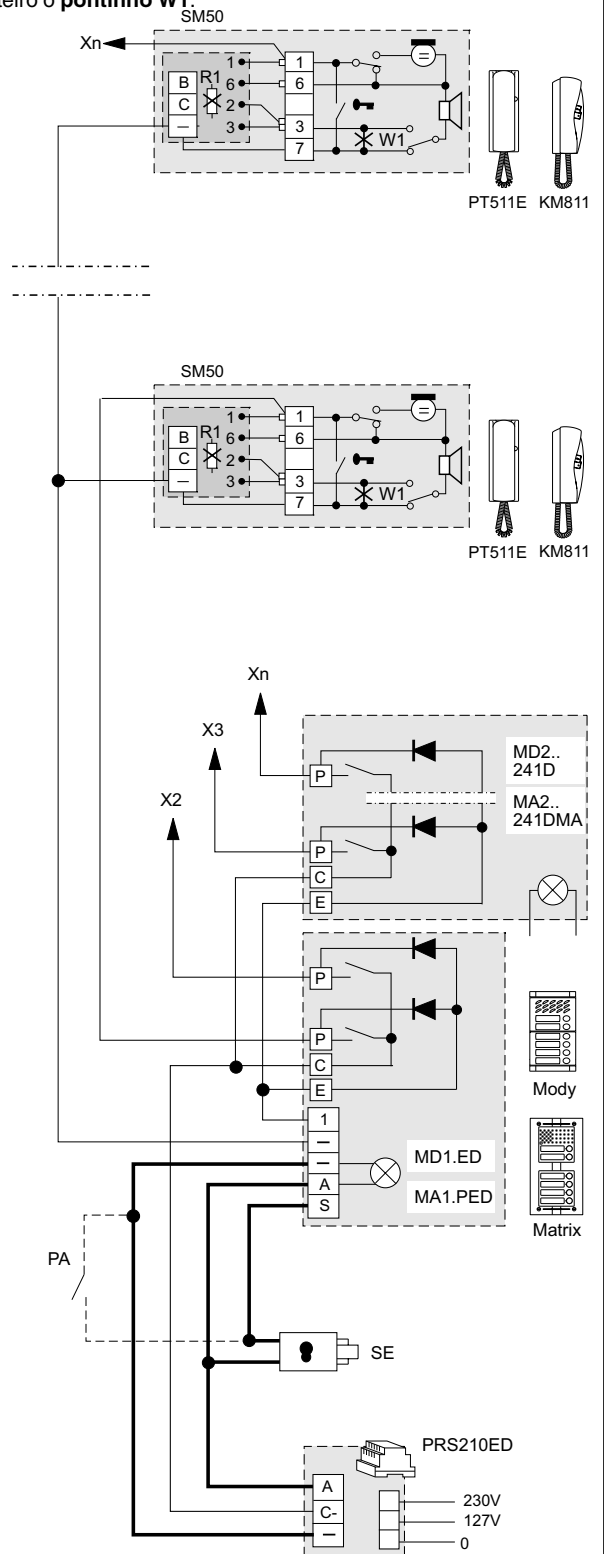 teiro o pontinho W1.
SM50
Xn
1
B R1 6
C 2
— 3
1
6
3
7
=
W1
PT511E KM811
SM50
1
B R1 6
C 2
— 3
1
6
3
7
=
W1
PT511E KM811
Xn
X3
X2
P
P
C
E
MD2..
241D
MA2..
241DMA
P
P
C
E
1
—
—
A
S
MD1.ED
MA1.PED
Mody
Matrix
PA
SE
PRS210ED
A
C-
—
230V
127V
0